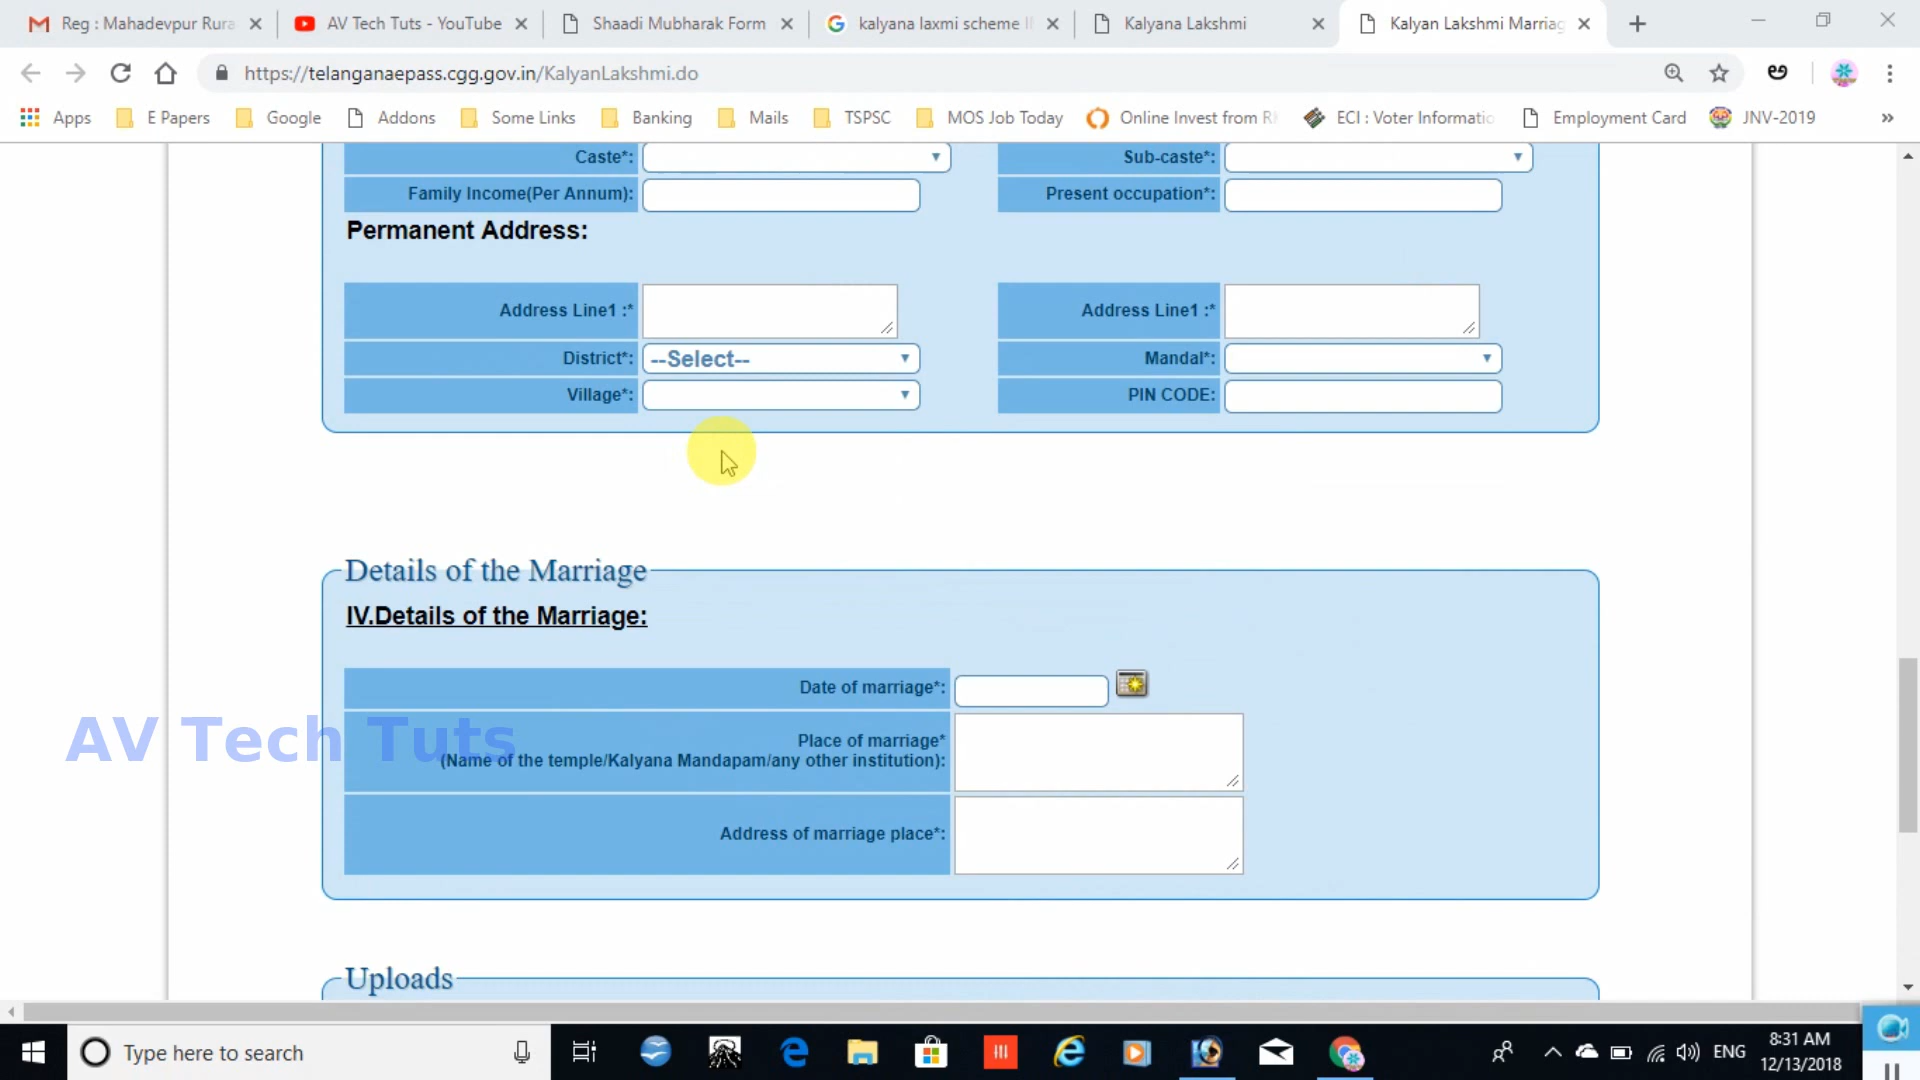 Reg : Mahadevpur Rura
AV Tech Tuts - YouTube
Shaadi Mubharak Form
kalyana laxmi scheme
Kalyana Lakshmi
Kalyan Lakshmi Marriag
https://telanganaepass.cgg.gov.in/KalyanLakshmi.do
Apps
E Papers
Google
Addons
Some Links
Banking
Mails
TSPSC
MOS Job Today
Online Invest from
ECI : Voter Informatio
Employment Card
JNV-2019
»
Caste*:
Sub-caste*:
Family Income(Per Annum):
Present occupation*:
Permanent Address:
Address Line1 :*
Address Line1 :*
District*:
--Select--
Mandal*:
Village*:
PIN CODE:
Details of the Marriage
IV.Details of the Marriage:
Date of marriage*:
Place of marriage*
(Name of the temple/Kalyana Mandapam/any other institution):
AV Tech Tuts
Address of marriage place*:
Uploads
Type here to search
ENG
8:31 AM
12/13/2018